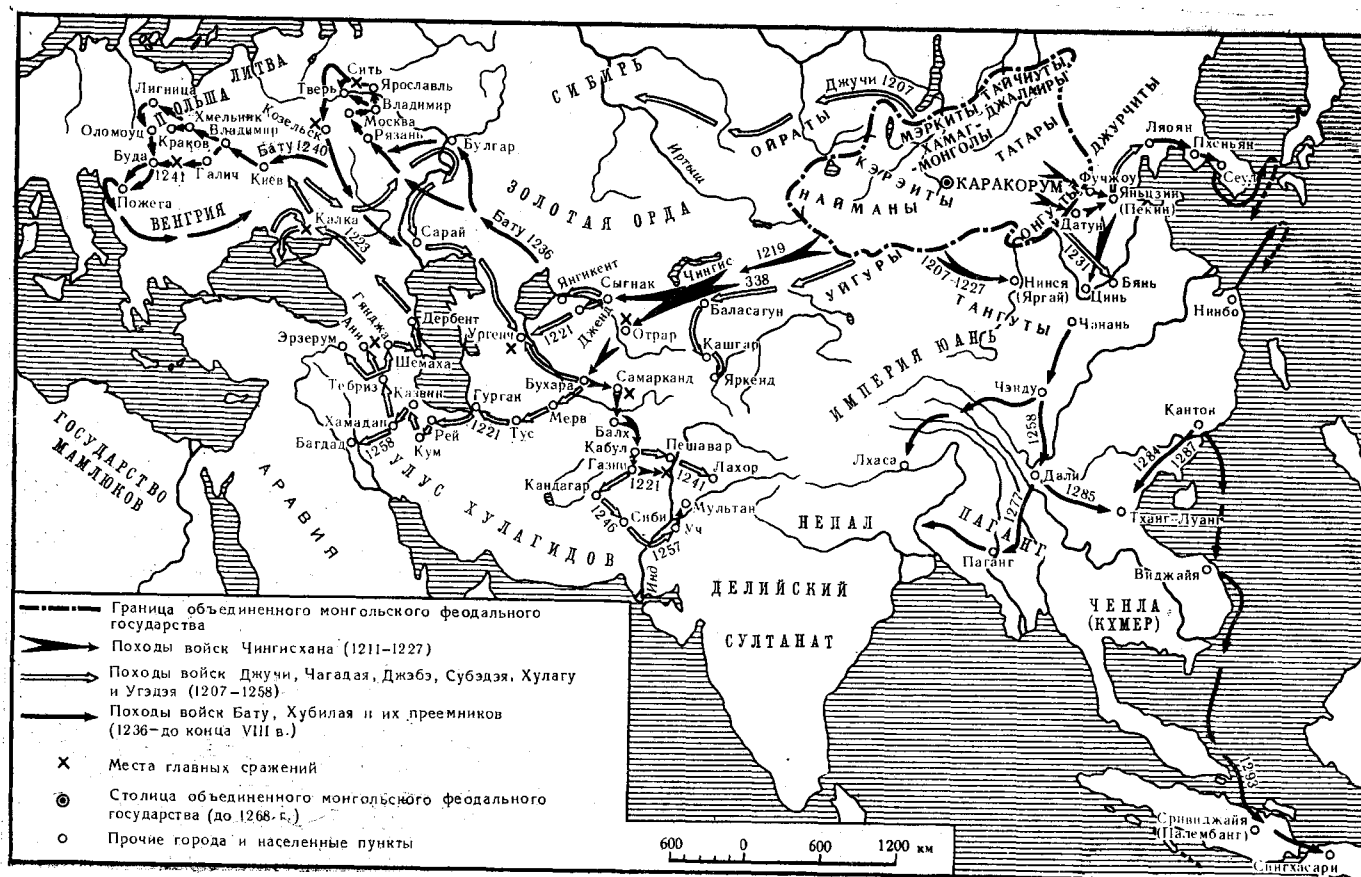 Сить
Тверь
Ярославль
Владимир
Москва
Рязань
Козельск
Булгар
ЛИТВА
ПОЛЬША
Лигница
Хмельник
Владимир
Оломоуц
Краков
Бату 1240
Буда
1241
Галич
Киев
Пожега
ВЕНГРИЯ
Калка
1223
Сарай
Бату 1236
СИБИРЬ
Иртыш
ЗОЛОТАЯ ОРДА
Джучи 1207
ОЙРАТЫ
МЭРКИТЫ, ТАЙЧИУТЫ,
ХАМАГ-ДЖАЛАИРЫ
МОНГОЛЫ
ТАТАРЫ
ДЖУРЧИТЫ
КЭРЭИТЫ
КАРАКОРУМ
НАЙМАНЫ
ОНГУТЫ
УЙГУРЫ
Ляоян
Пхеньян
Сеул
Фучжоу
Яньцзин
(Пекин)
Датун
1231
Бянь
Цинь
Нинся
(Яргай)
1207-1227
ТАНГУТЫ
Чанань
Нинбо
1219
Чингис
338
Янгикент
Сыгнак
1221
Дженд
Отрар
Баласагун
Кашгар
Яркенд
Ургенч
Бухара
Самарканд
Мерв
Балх
Гурган
1221
Тус
Гянджа
Ани
Дербент
Эрзерум
Шемаха
Тебриз
Казвин
Хамадан
Багдад
1258
Рей
Кум
Кабул
Газни
Пешавар
1221
1241
Лахор
Кандагар
1246
Сиби
Мультан
1257
Уч
Инд
УЛУС ХУЛАГИДОВ
ГОСУДАРСТВО
МАМЛЮКОВ
АРАВИЯ
ИМПЕРИЯ ЮАНЬ
Чэнду
1258
Лхаса
Дали
1277
1285
1284
1287
Кантон
Тханг-Луанг
НЕПАЛ
ПАГАНГ
Паганг
Виджайя
ЧЕНЛА
(КХМЕР)
ДЕЛИЙСКИЙ
СУЛТАНАТ
1293
Сривиджайя
(Палембанг)
Сингхасари
Граница объединенного монгольского феодального
государства
Походы войск Чингисхана (1211-1227)
Походы войск Джучи, Чагадая, Джэбэ, Субэдэя, Хулагу
и Угэдэя (1207-1258)
Походы войск Бату, Хубилая и их преемников
(1236-до конца VIII в.)
Места главных сражений
Столица объединенного монгольского феодального
государства (до 1268 г.)
Прочие города и населенные пункты
600 0 600 1200 км